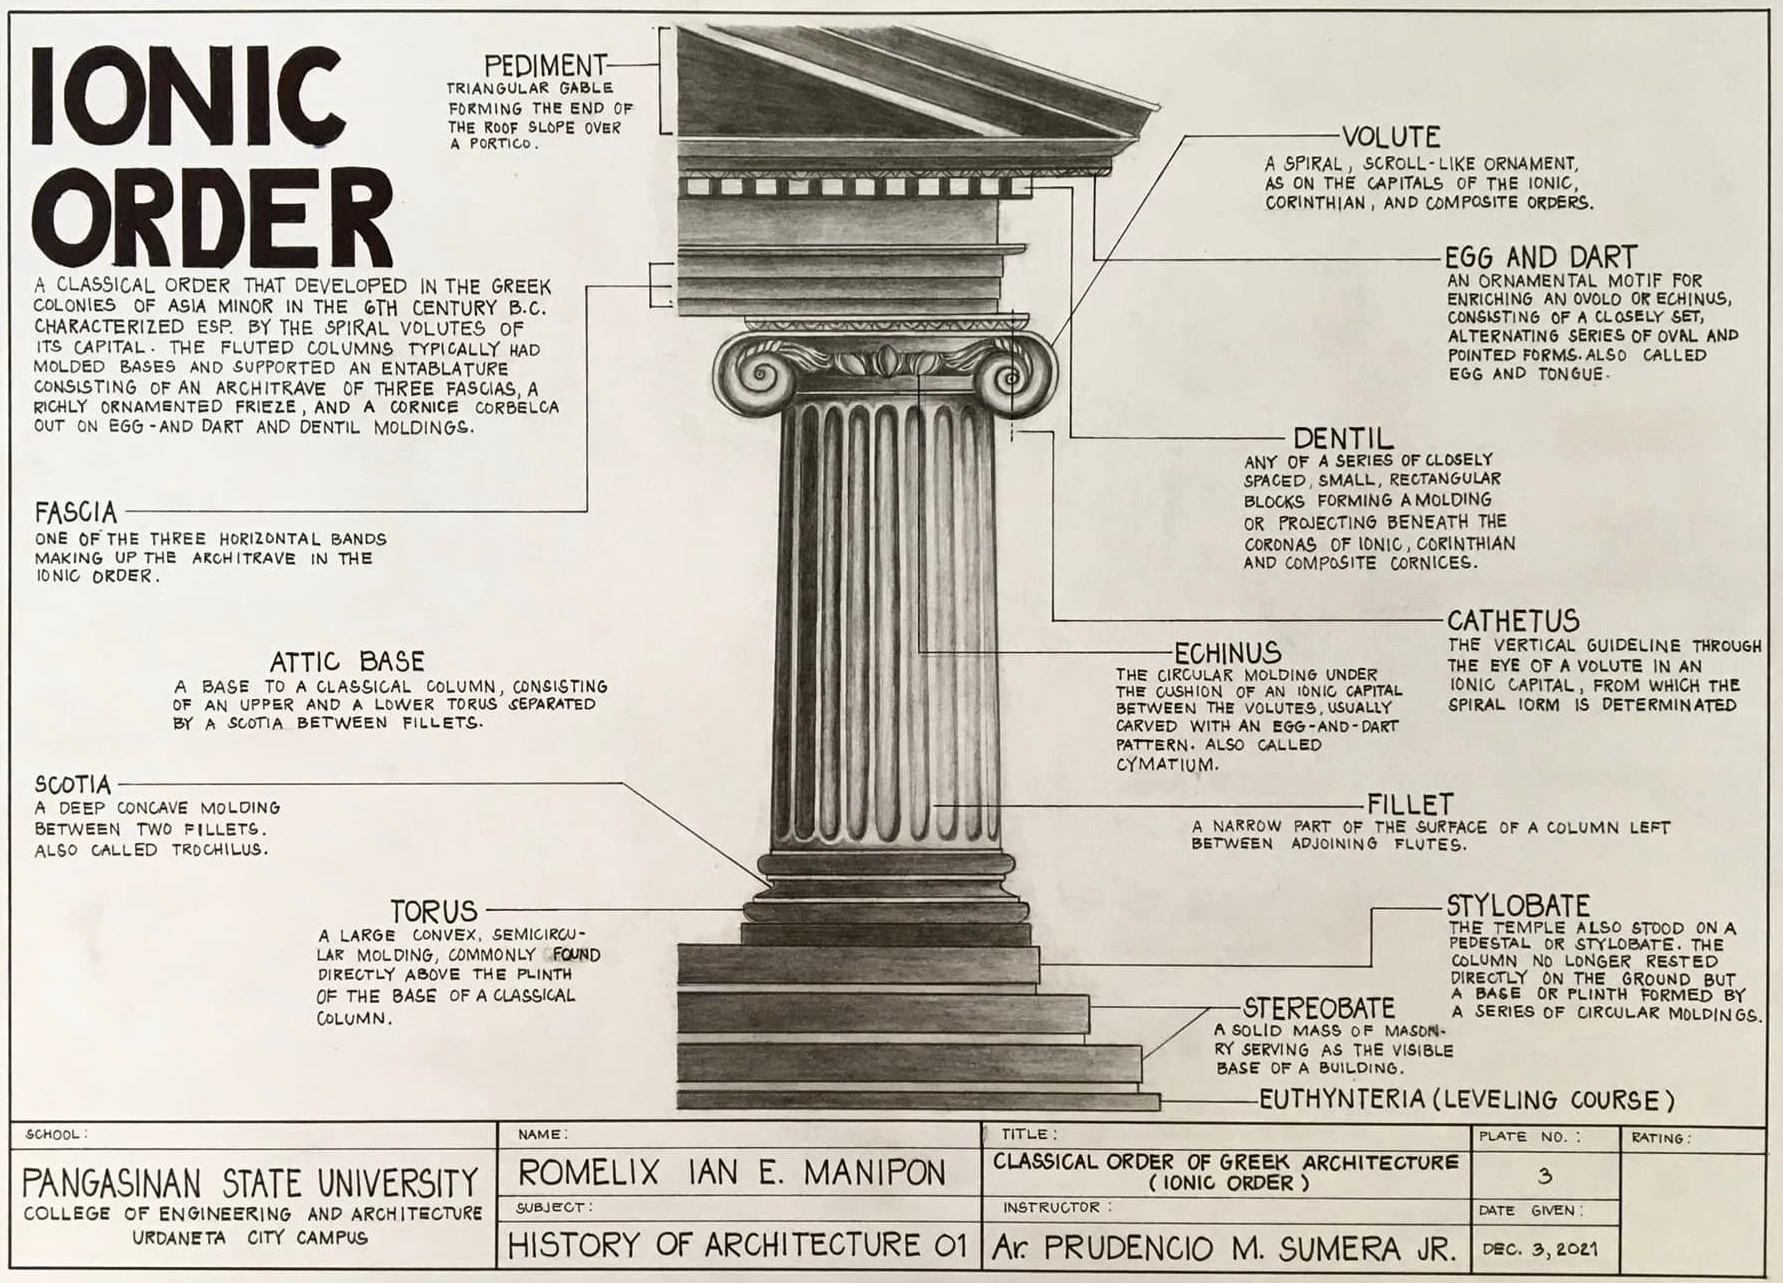 IONIC
ORDER
A CLASSICAL ORDER THAT DEVELOPED IN THE GREEK
COLONIES OF ASIA MINOR IN THE 6TH CENTURY B.C.
CHARACTERIZED ESP. BY THE SPIRAL VOLUTES OF
ITS CAPITAL. THE FLUTED COLUMNS TYPICALLY HAD
MOLDED BASES AND SUPPORTED AN ENTABLATURE
CONSISTING OF AN ARCHITRAVE OF THREE FASCIAS, A
RICHLY ORNAMENTED FRIEZE, AND A CORNICE CORBELCA
OUT ON EGG-AND DART AND DENTIL MOLDINGS.
PEDIMENT
TRIANGULAR GABLE
FORMING THE END OF
THE ROOF SLOPE OVER
A PORTICO.
FASCIA
ONE OF THE THREE HORIZONTAL BANDS
MAKING UP THE ARCHITRAVE IN THE
IONIC ORDER.
ATTIC BASE
A BASE TO A CLASSICAL COLUMN, CONSISTING
OF AN UPPER AND A LOWER TORUS SEPARATED
BY A SCOTIA BETWEEN FILLETS.
SCOTIA
A DEEP CONCAVE MOLDING
BETWEEN TWO FILLETS.
ALSO CALLED TROCHILUS.
TORUS
A LARGE CONVEX, SEMICIRCU-
LAR MOLDING, COMMONLY FOUND
DIRECTLY ABOVE THE PLINTH
OF THE BASE OF A CLASSICAL
COLUMN.
VOLUTE
A SPIRAL, SCROLL-LIKE ORNAMENT,
AS ON THE CAPITALS OF THE IONIC,
CORINTHIAN, AND COMPOSITE ORDERS.
EGG AND DART
AN ORNAMENTAL MOTIF FOR
ENRICHING AN OVOLO OR ECHINUS,
CONSISTING OF A CLOSELY SET,
ALTERNATING SERIES OF OVAL AND
POINTED FORMS. ALSO CALLED
EGG AND TONGUE.
DENTIL
ANY OF A SERIES OF CLOSELY
SPACED, SMALL, RECTANGULAR
BLOCKS FORMING A MOLDING
OR PROJECTING BENEATH THE
CORONAS OF IONIC, CORINTHIAN
AND COMPOSITE CORNICES.
CATHETUS
THE VERTICAL GUIDELINE THROUGH
THE EYE OF A VOLUTE IN AN
IONIC CAPITAL, FROM WHICH THE
SPIRAL IORM IS DETERMINATED
ECHINUS
THE CIRCULAR MOLDING UNDER
THE CUSHION OF AN IONIC CAPITAL
BETWEEN THE VOLUTES, USUALLY
CARVED WITH AN EGG-AND-DART
PATTERN. ALSO CALLED
CYMATIUM.
FILLET
A NARROW PART OF THE SURFACE OF A COLUMN LEFT
BETWEEN ADJOINING FLUTES.
STYLOBATE
THE TEMPLE ALSO STOOD ON A
PEDESTAL OR STYLOBATE. THE
COLUMN NO LONGER RESTED
DIRECTLY ON THE GROUND BUT
A BASE OR PLINTH FORMED BY
A SERIES OF CIRCULAR MOLDINGS.
STEREOBATE
A SOLID MASS OF MASON-
RY SERVING AS THE VISIBLE
BASE OF A BUILDING.
EUTHYNTERIA (LEVELING COURSE)
SCHOOL:
PANGASINAN STATE UNIVERSITY
COLLEGE OF ENGINEERING AND ARCHITECTURE
URDANETA CITY CAMPUS
NAME:
ROMELIX IAN E. MANIPON
SUBJECT:
HISTORY OF ARCHITECTURE 01
TITLE:
CLASSICAL ORDER OF GREEK ARCHITECTURE
(IONIC ORDER)
INSTRUCTOR:
Ar. PRUDENCIO M. SUMERA JR.
PLATE NO.:
3
DATE GIVEN:
DEC. 3, 2021
RATING: